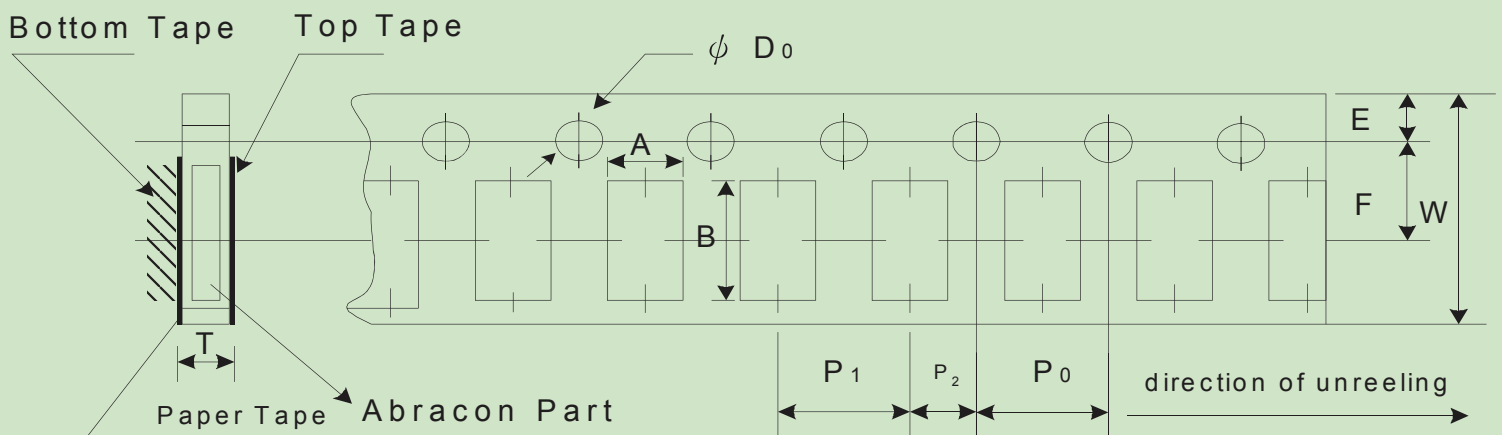 Bottom Tape
Top Tape
ϕ D0
E
A
F
W
B
T
P1
P2
P0
direction of unreeling
Paper Tape
Abracon Part